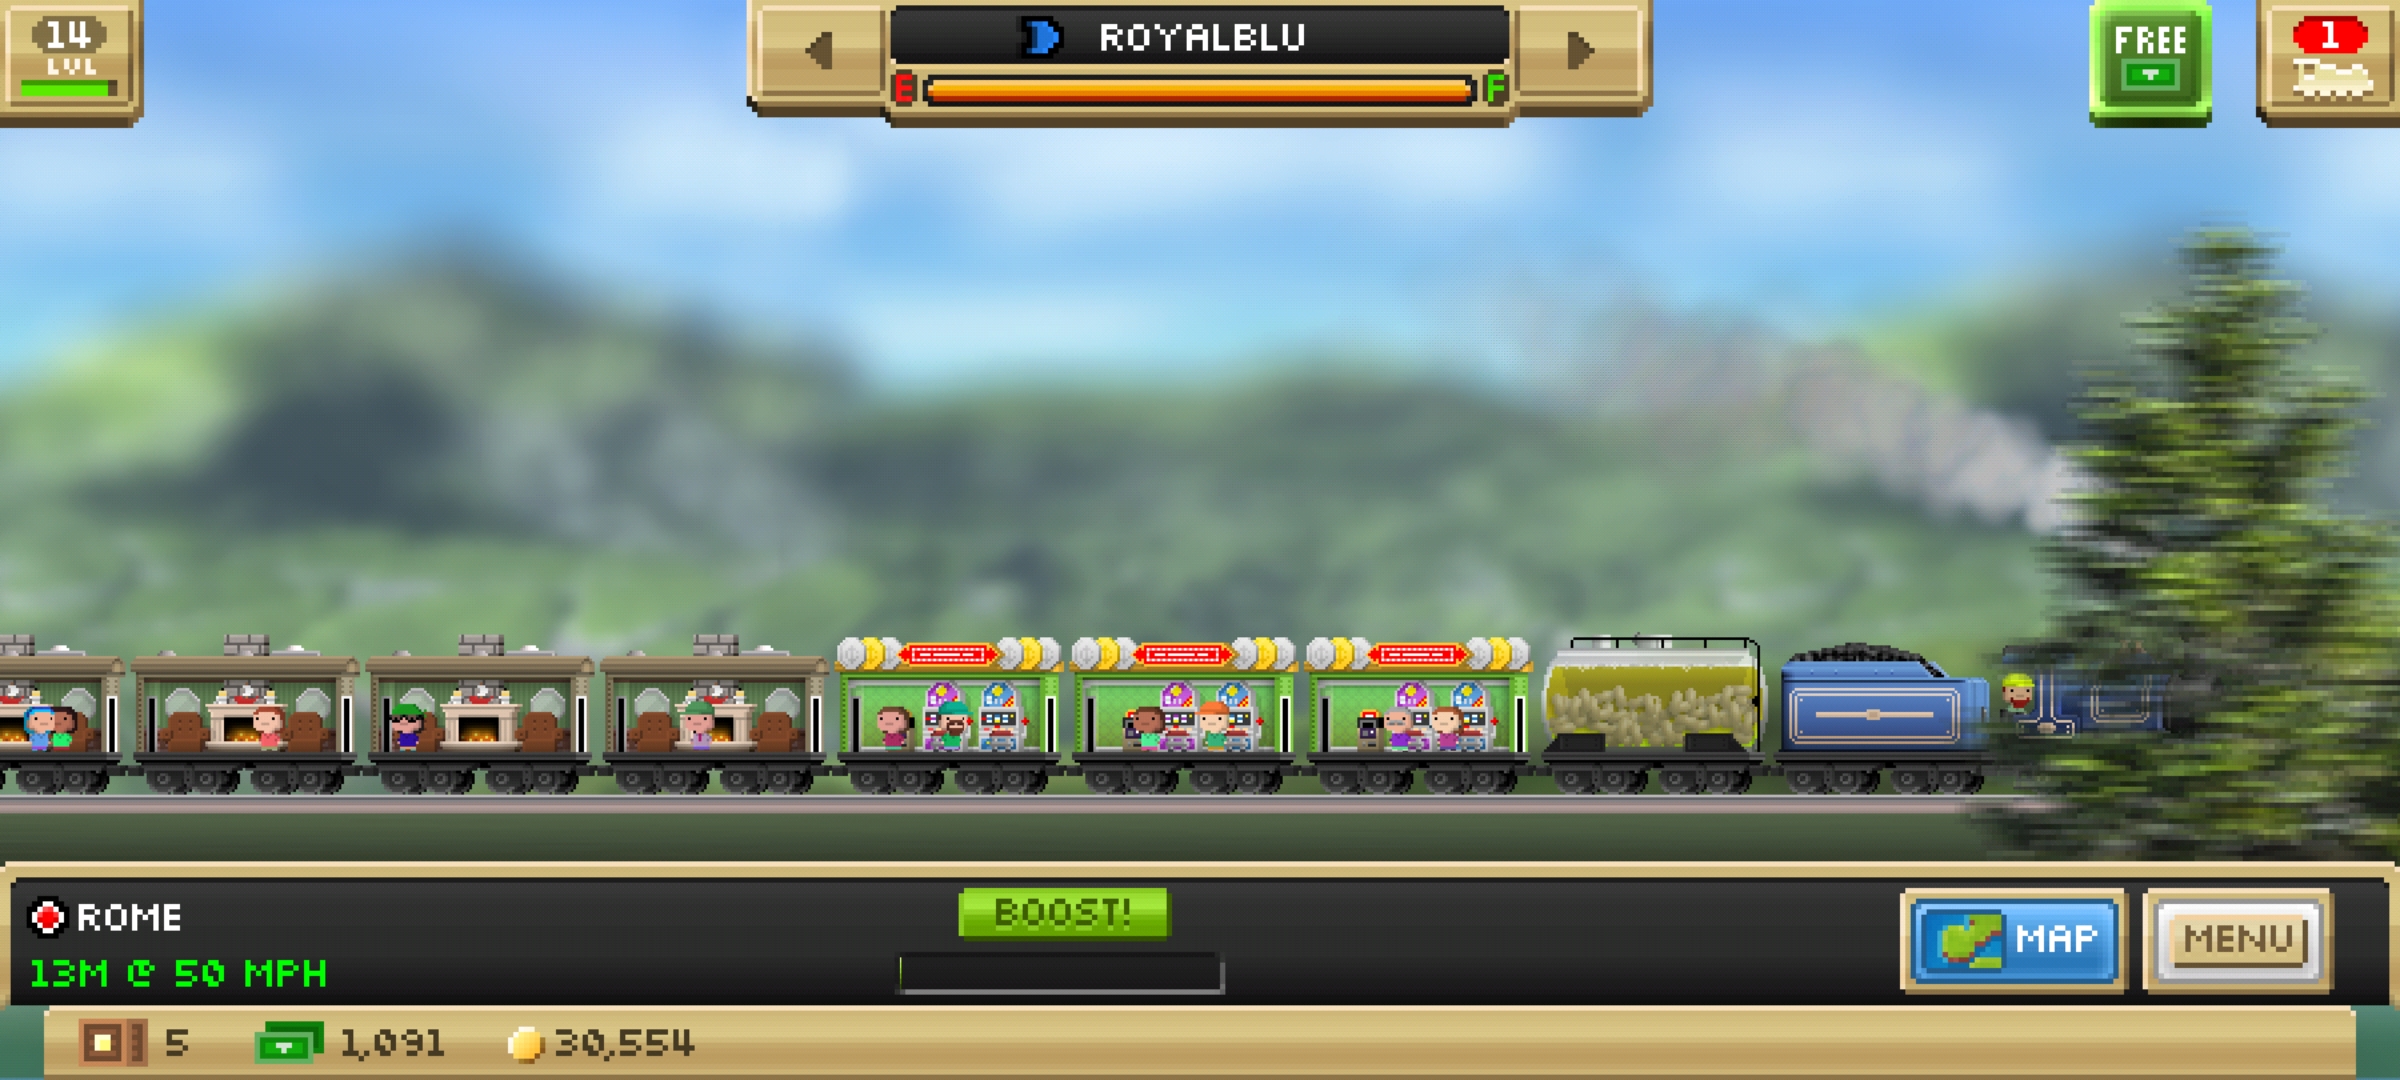 14
LVL
ROYALBLU
E F
FREE
1
ROME
13M @ 50 MPH
BOOST!
MAP
MENU
5
1,091
30,554